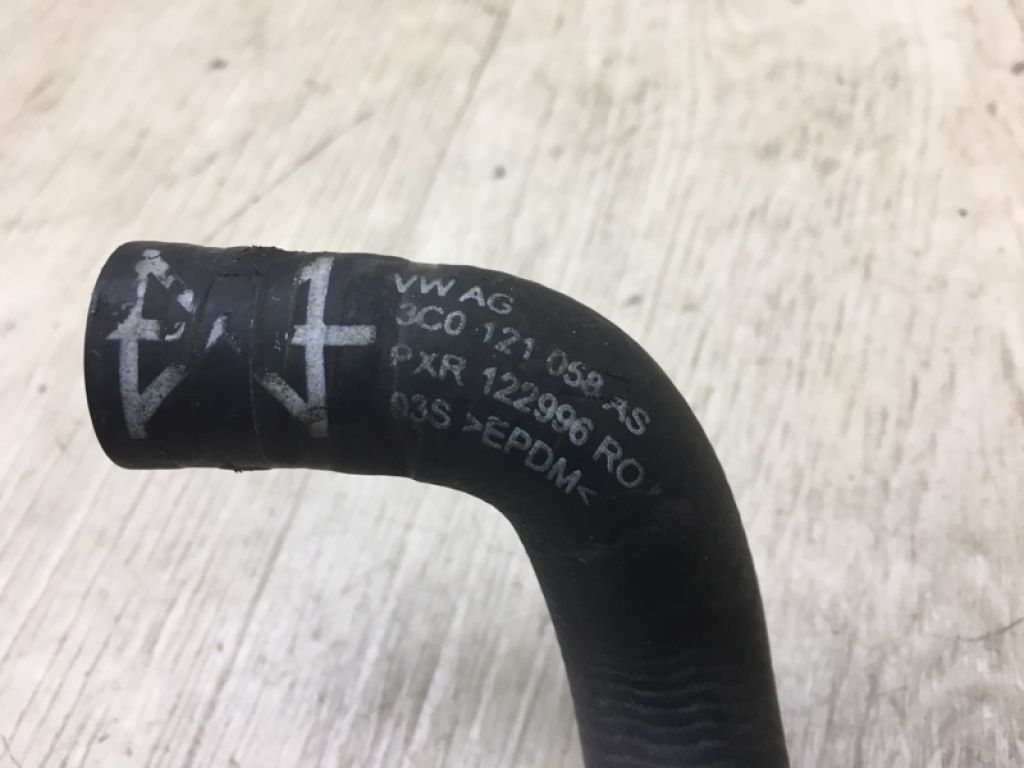 VW AG
3C0 121 058 AS
PXR 122996 RO
03S >EPDM<